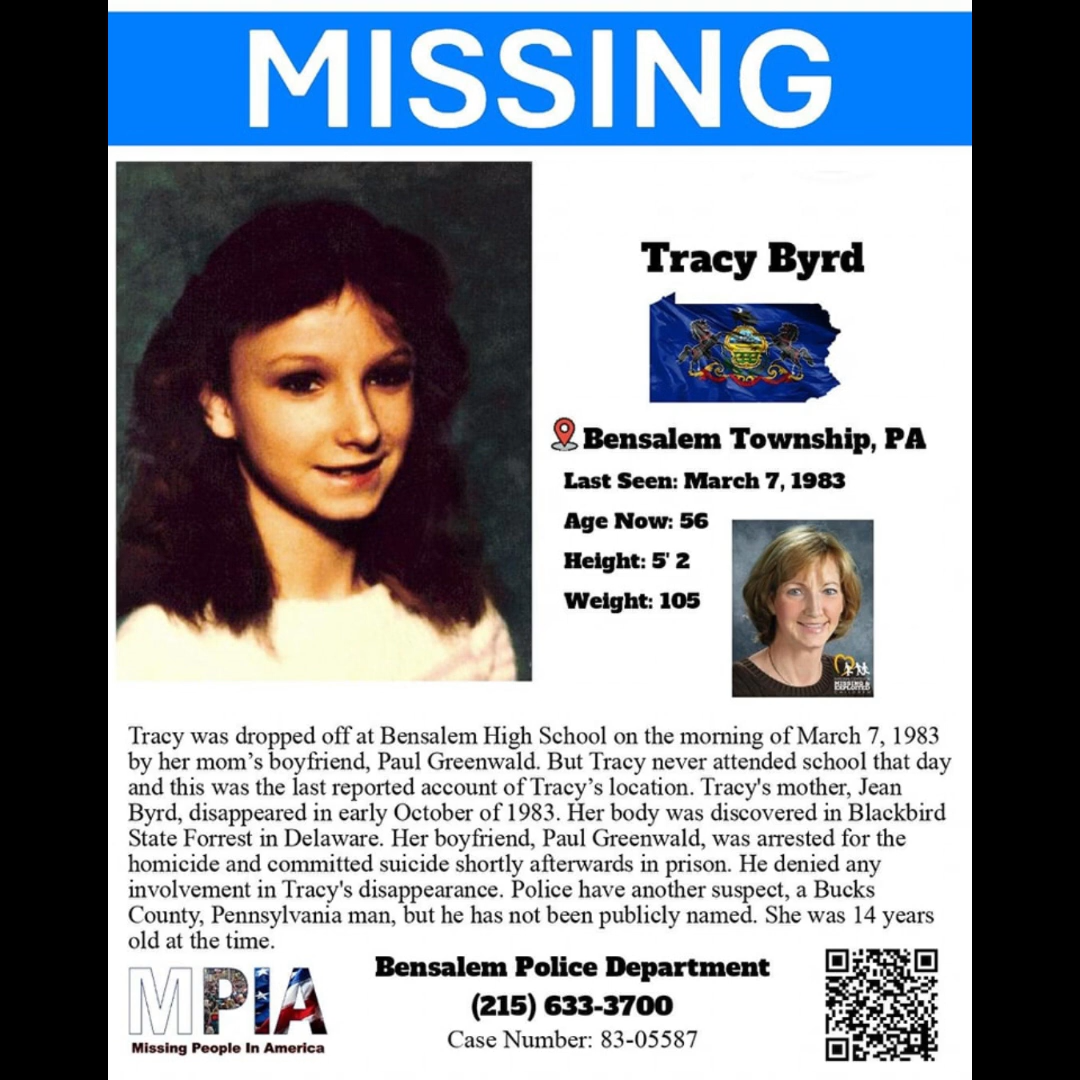 MISSING
Tracy Byrd
Bensalem Township, PA
Last Seen: March 7, 1983
Age Now: 56
Height: 5' 2
Weight: 105
MISSING &
EXPLOITED
CHILDREN
Tracy was dropped off at Bensalem High School on the morning of March 7, 1983
by her mom’s boyfriend, Paul Greenwald. But Tracy never attended school that day
and this was the last reported account of Tracy’s location. Tracy's mother, Jean
Byrd, disappeared in early October of 1983. Her body was discovered in Blackbird
State Forrest in Delaware. Her boyfriend, Paul Greenwald, was arrested for the
homicide and committed suicide shortly afterwards in prison. He denied any
involvement in Tracy's disappearance. Police have another suspect, a Bucks
County, Pennsylvania man, but he has not been publicly named. She was 14 years
old at the time.
MPIA
Missing People In America
Bensalem Police Department
(215) 633-3700
Case Number: 83-05587